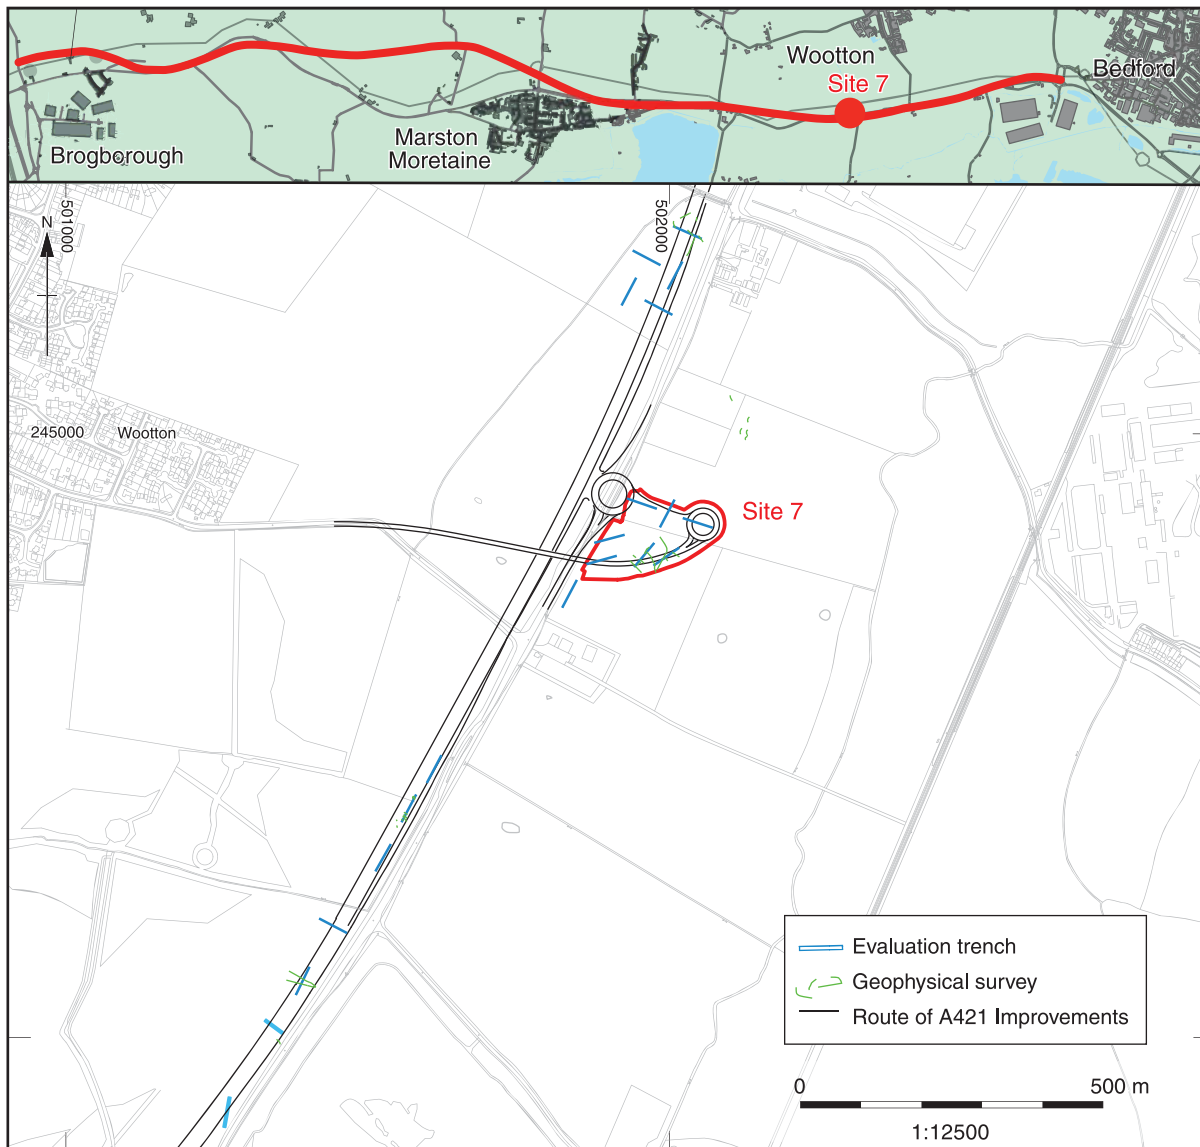 Wootton
Site 7
Bedford
Marston
Moretaine
Brogborough
N
501000
502000
245000
Wootton
Site 7
Evaluation trench
Geophysical survey
Route of A421 Improvements
0
500 m
1:12500